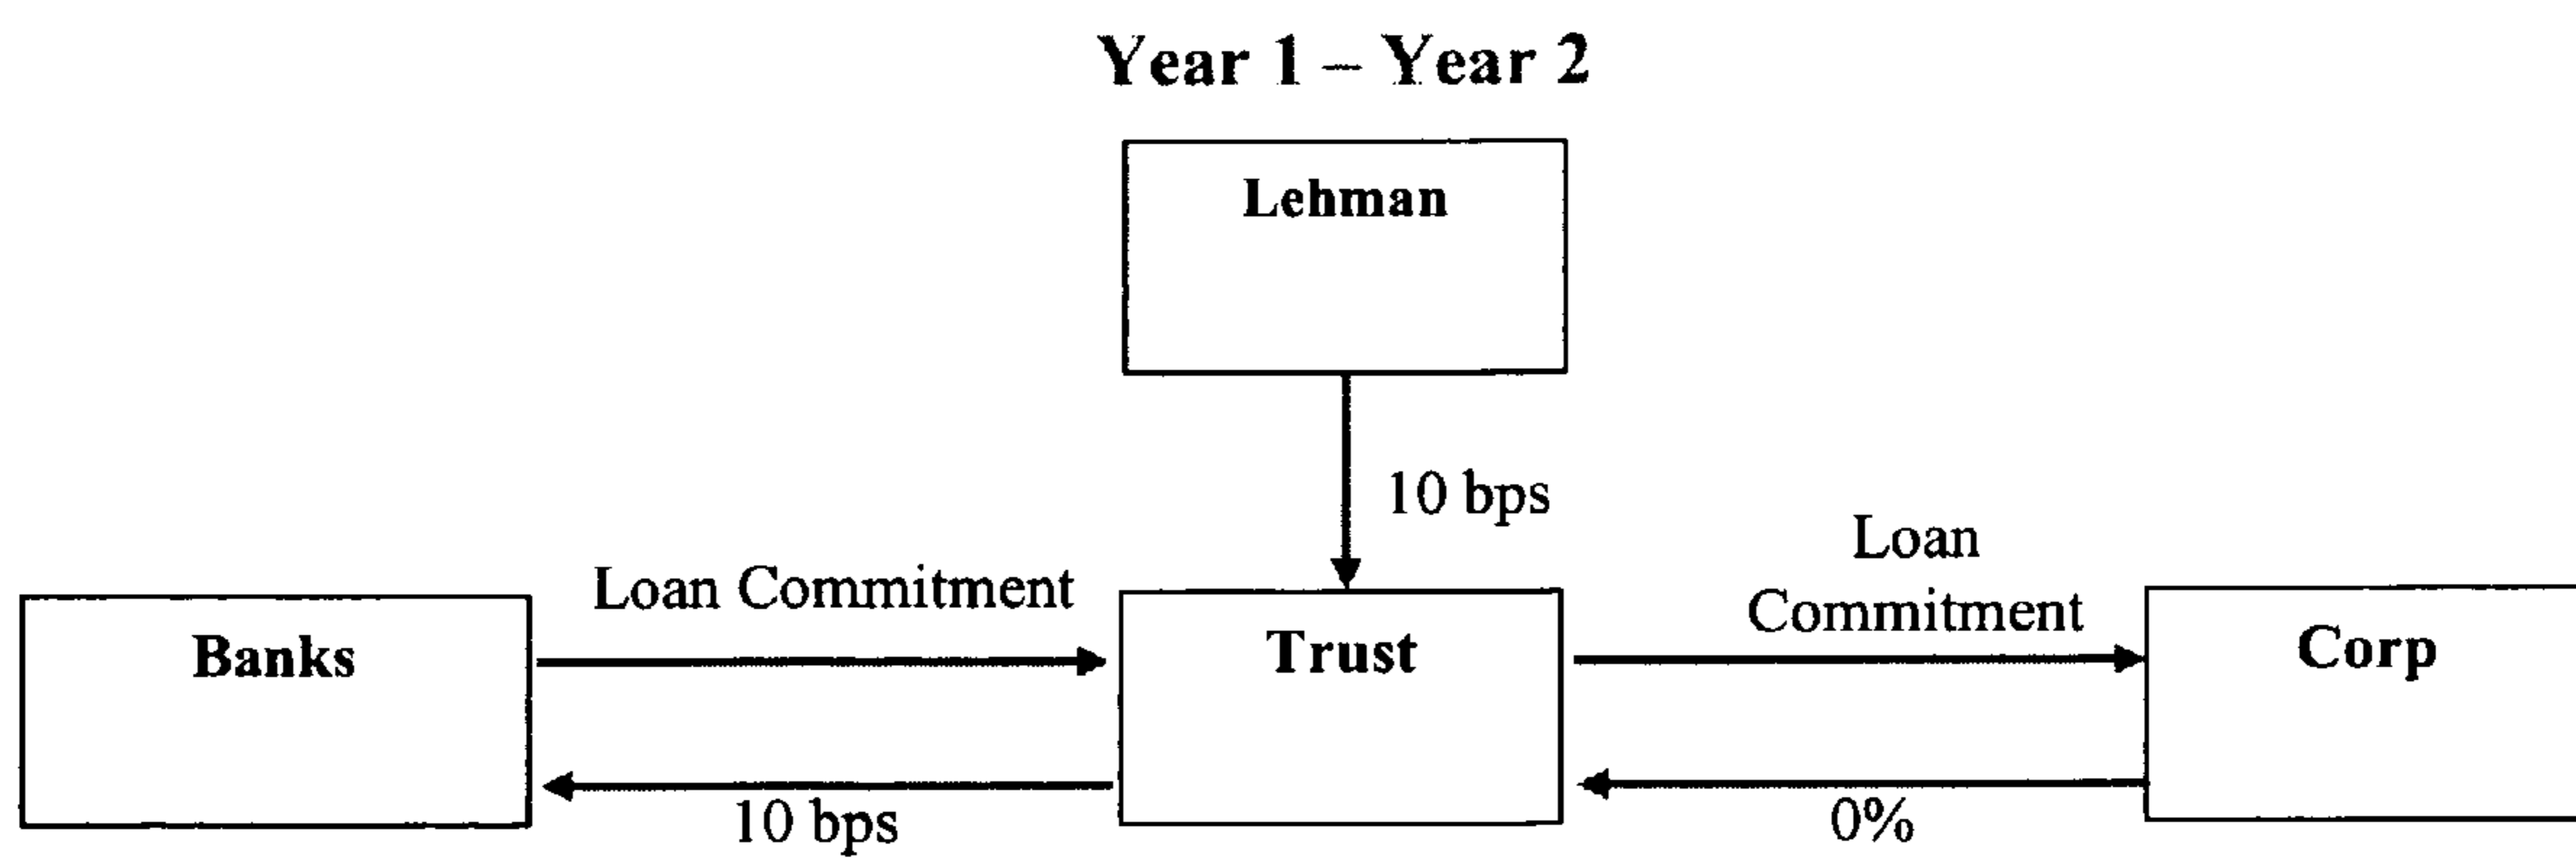 Year 1 – Year 2
Lehman
10 bps
Loan
Commitment
Loan Commitment
Banks
Trust
Corp
10 bps
0%